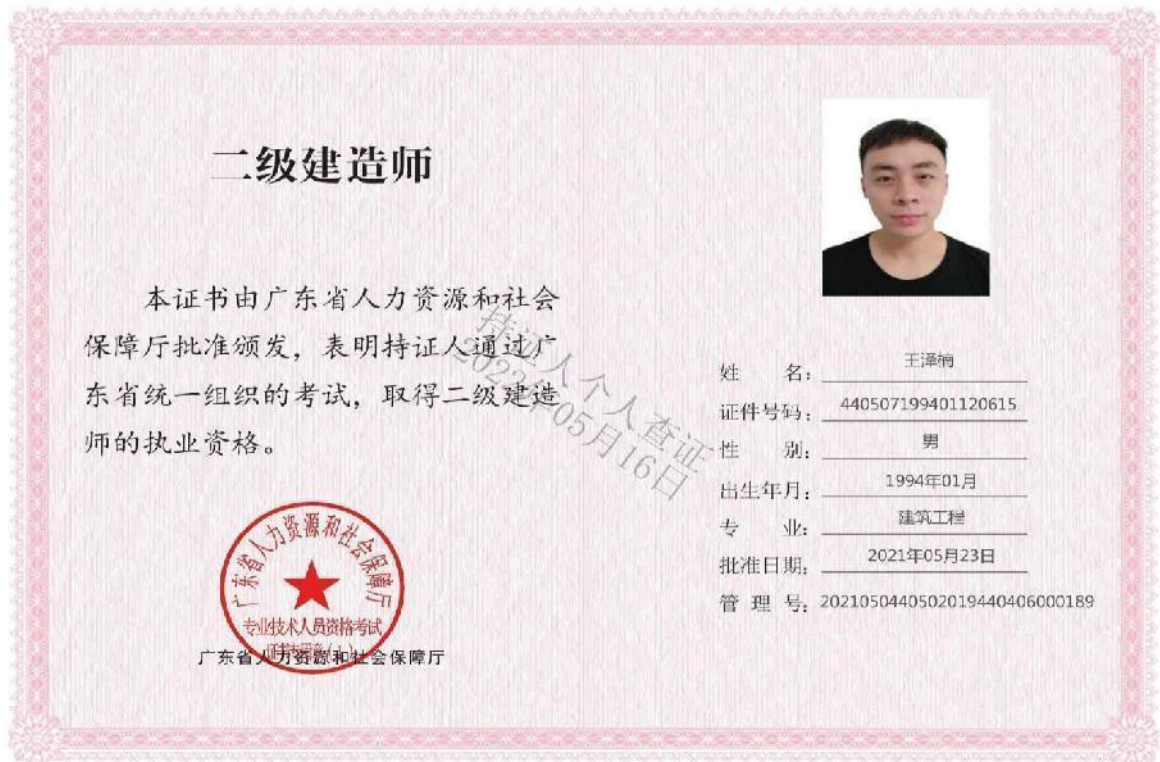 二级建造师
本证书由广东省人力资源和社会
保障厅批准颁发，表明持证人通过广
东省统一组织的考试，取得二级建造
师的执业资格。
持证人个人查证
2022年05月16日
姓 名：王泽楠
证件号码：440507199401120615
性 别：男
出生年月：1994年01月
专 业：建筑工程
批准日期：2021年05月23日
管 理 号：20210504405020194404060​00189
广东省人力资源和社会保障厅
专业技术人员资格考试
广东省人力资源和社会保障厅